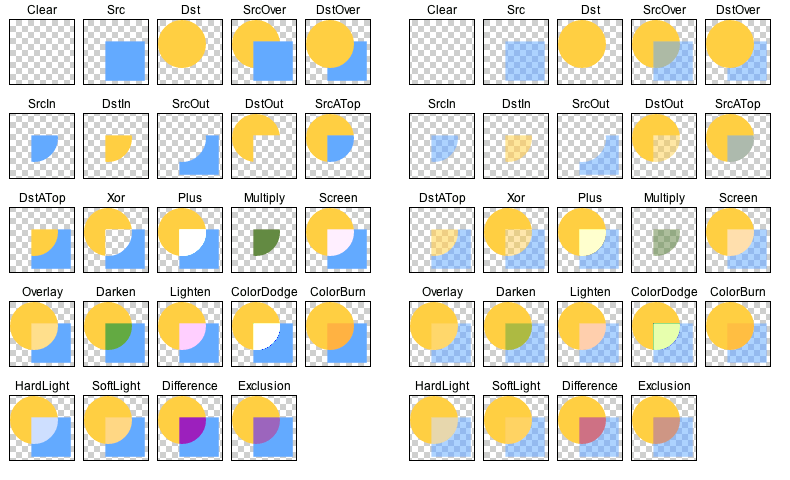 Clear Src Dst SrcOver DstOver Clear Src Dst SrcOver DstOver
SrcIn DstIn SrcOut DstOut SrcATop SrcIn DstIn SrcOut DstOut SrcATop
DstATop Xor Plus Multiply Screen DstATop Xor Plus Multiply Screen
Overlay Darken Lighten ColorDodge ColorBurn Overlay Darken Lighten ColorDodge ColorBurn
HardLight SoftLight Difference Exclusion HardLight SoftLight Difference Exclusion